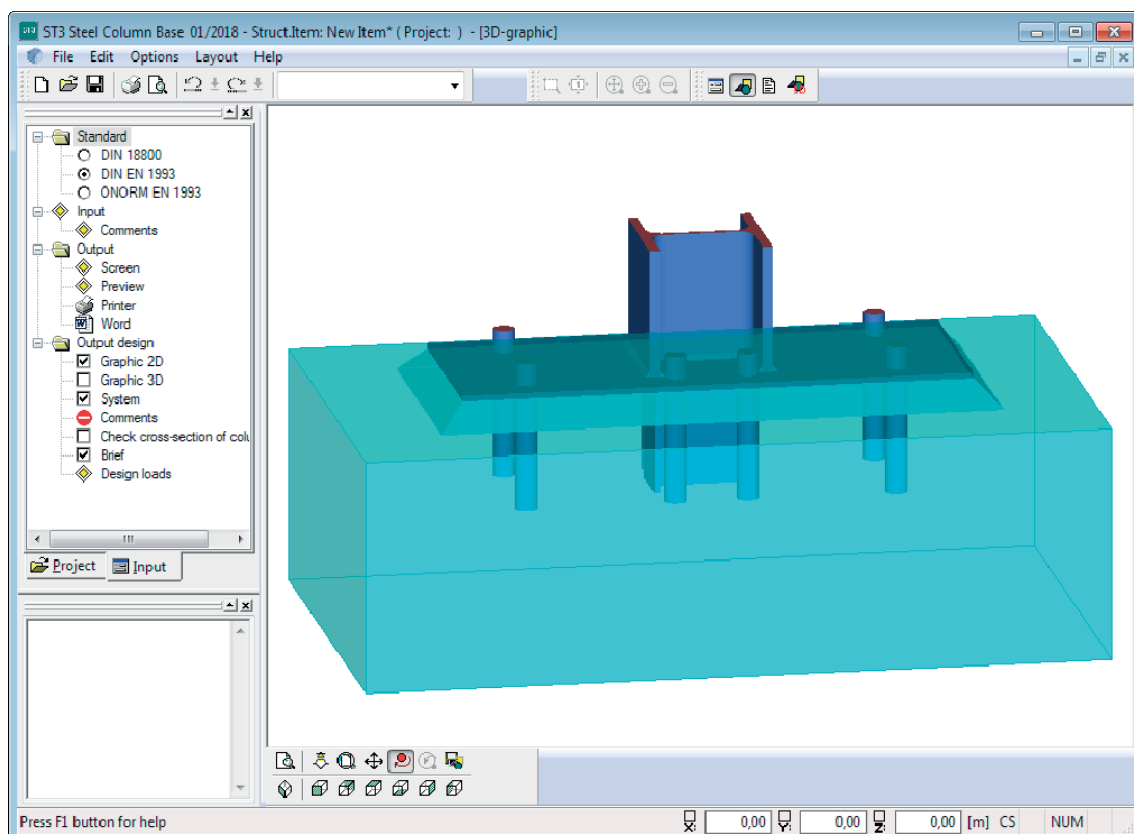 ST3 Steel Column Base 01/2018 - Struct.Item: New Item* ( Project: ) - [3D-graphic]
File Edit Options Layout Help
Standard
DIN 18800
DIN EN 1993
ÖNORM EN 1993
Input
Comments
Output
Screen
Preview
Printer
Word
Output design
Graphic 2D
Graphic 3D
System
Comments
Check cross-section of colu
Brief
Design loads
Project Input
Press F1 button for help X: 0,00 Y: 0,00 Z: 0,00 [m] CS NUM